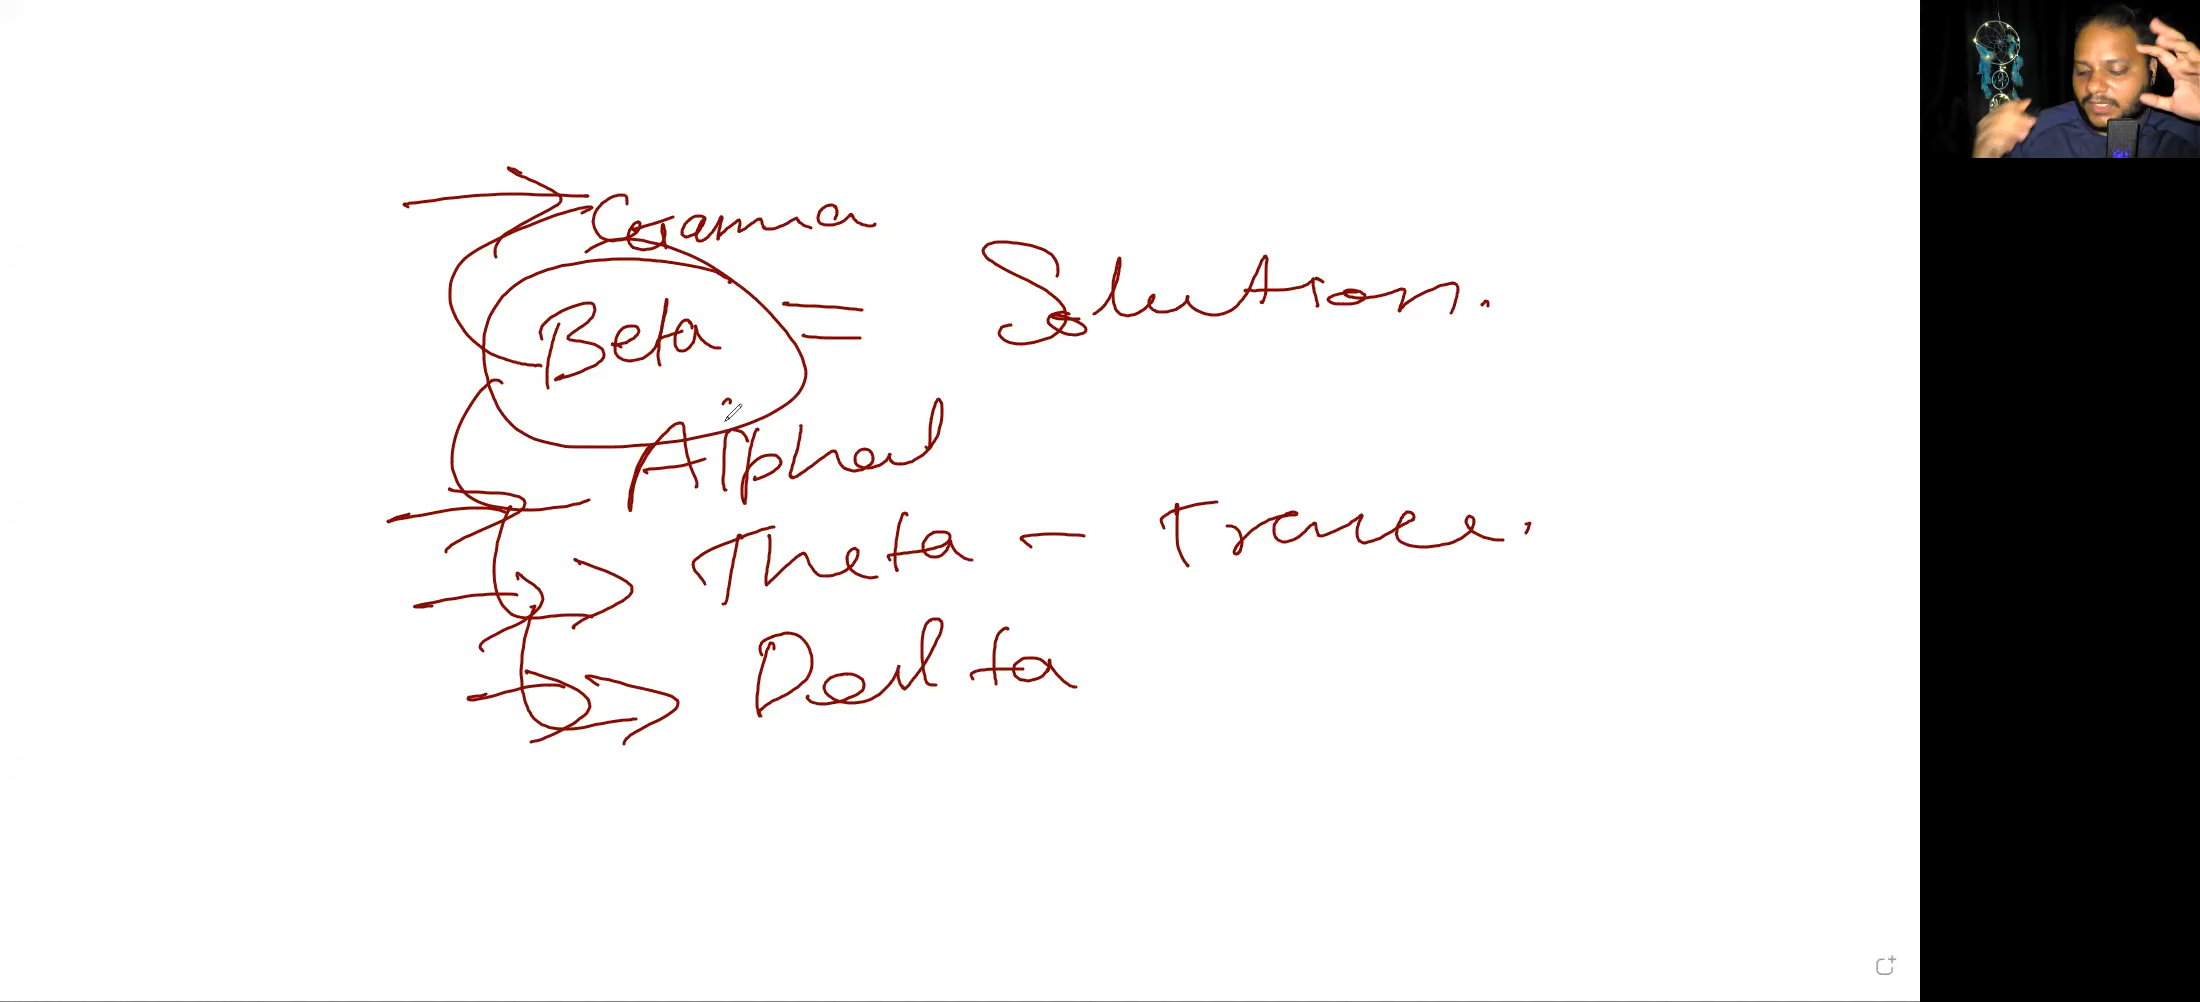 Gamma
Beta = Solution.
Alpha
Theta - Trance.
Delta